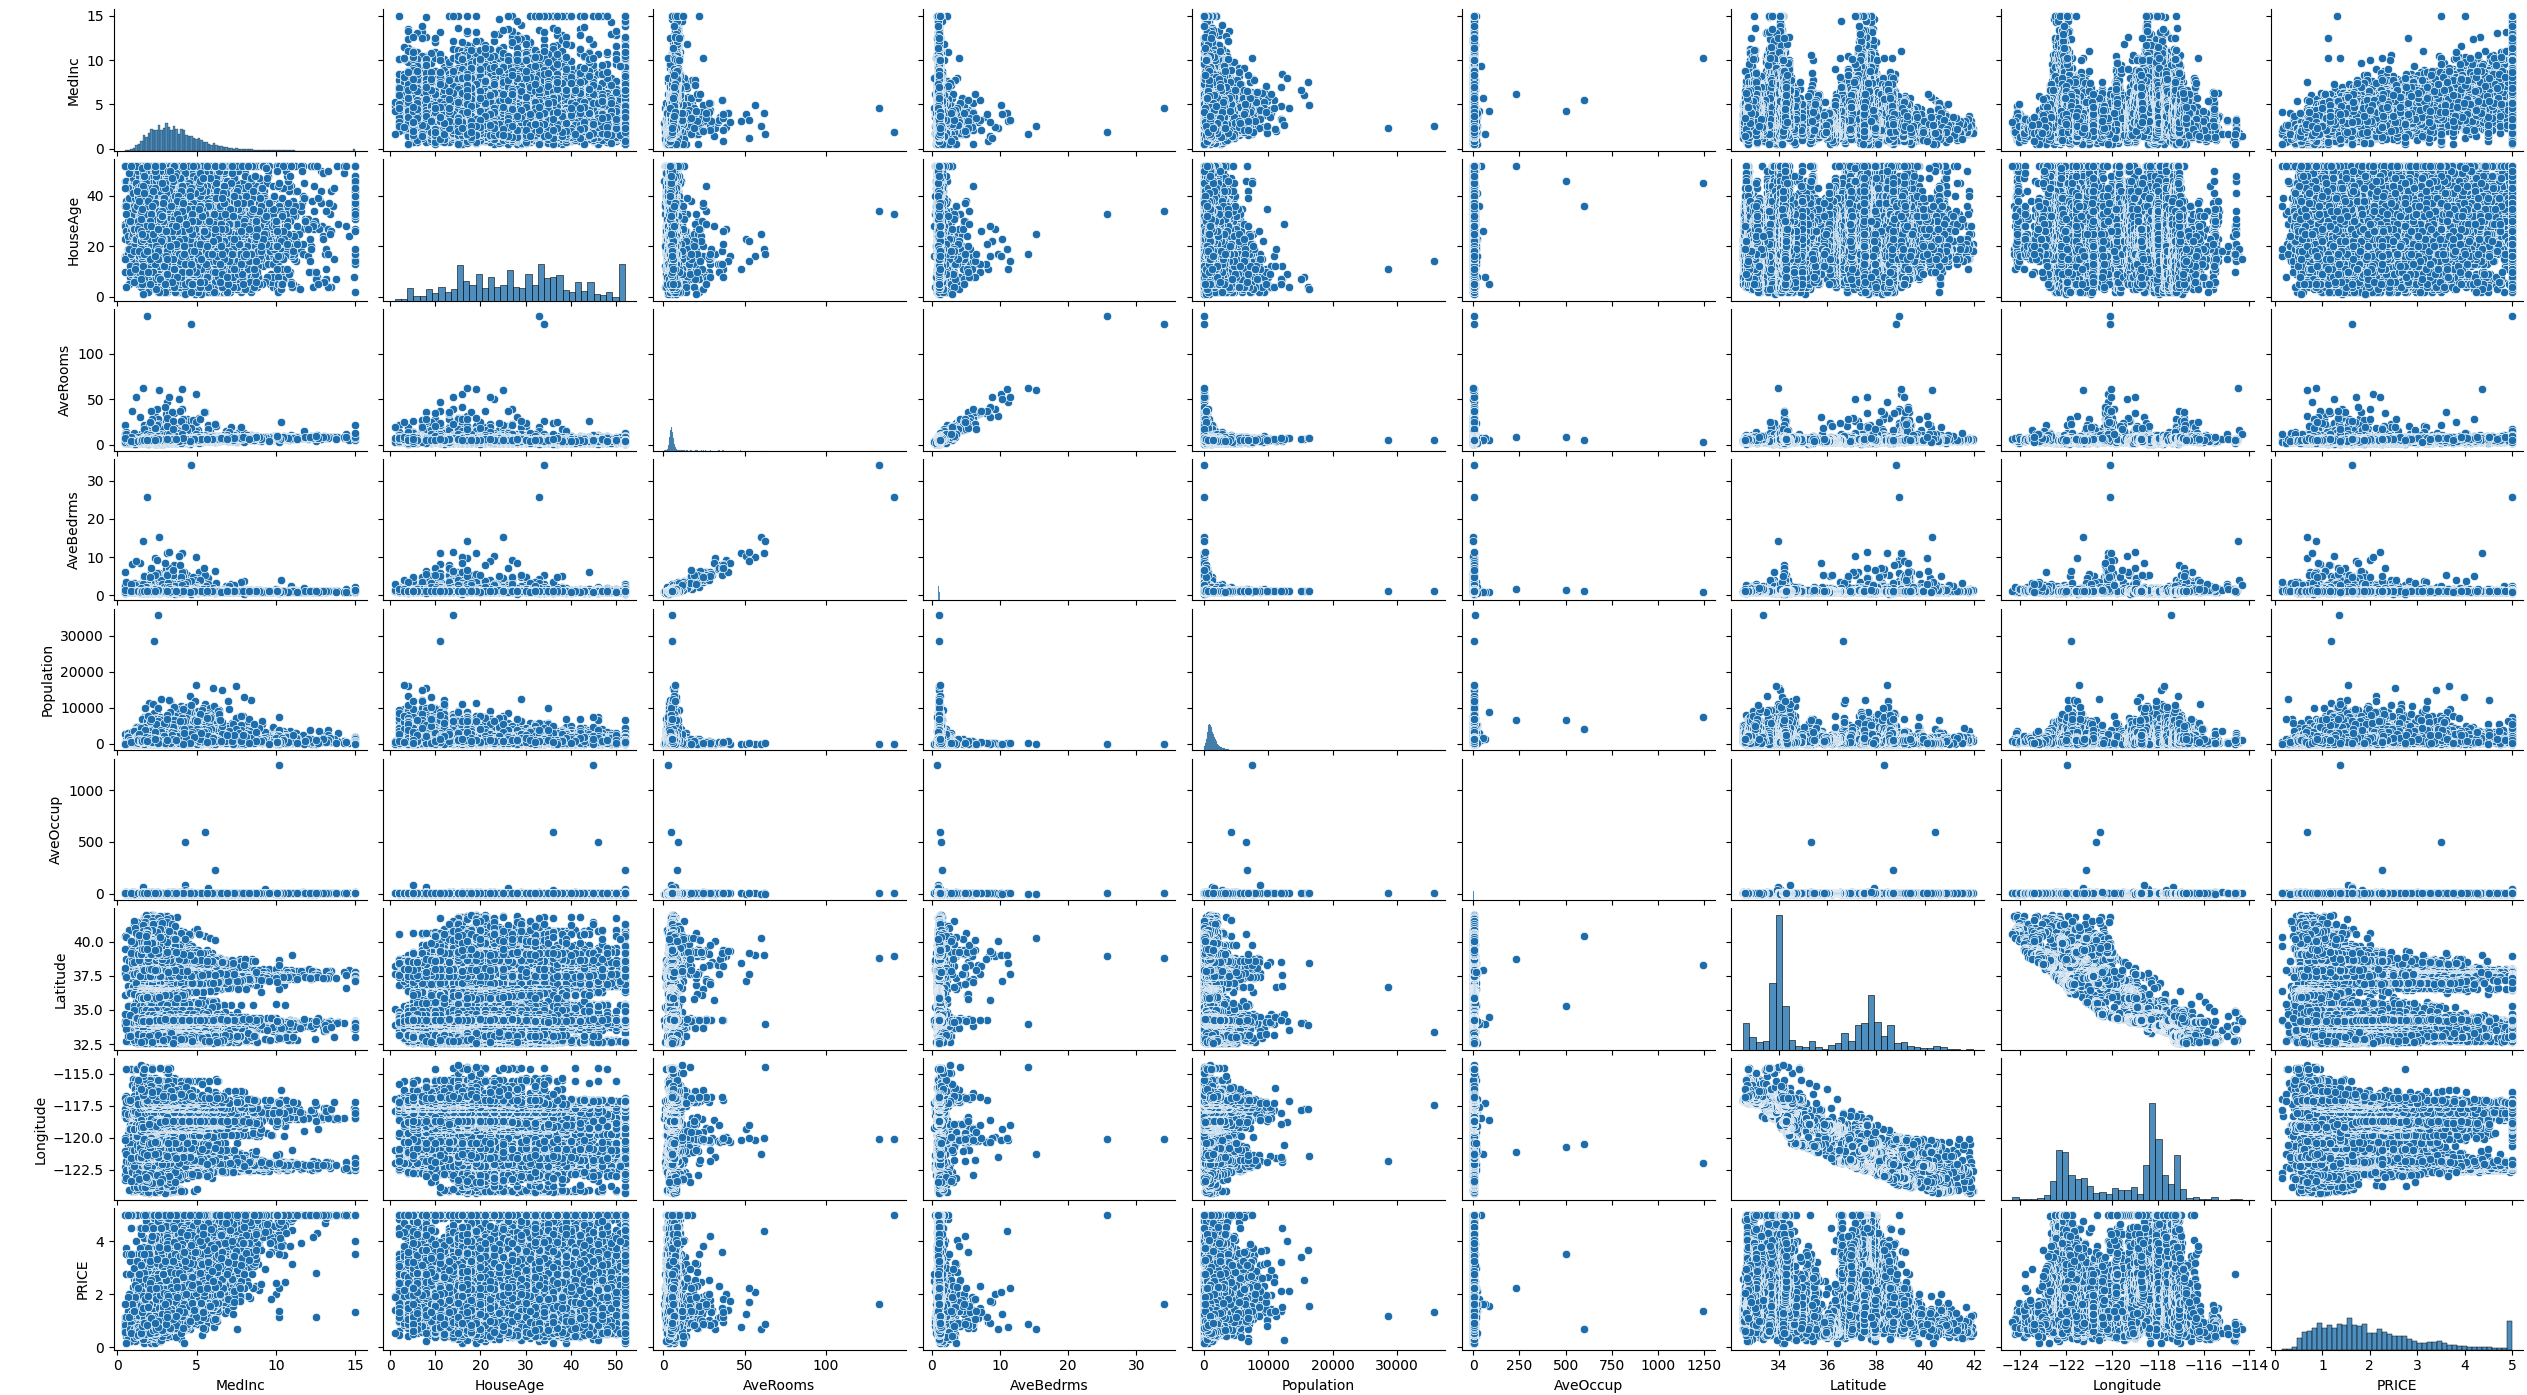 15
10
5
0
MedInc
40
20
0
HouseAge
100
50
0
AveRooms
30
20
10
0
AveBedrms
30000
20000
10000
0
Population
1000
500
0
AveOccup
40.0
37.5
35.0
32.5
Latitude
−115.0
−117.5
−120.0
−122.5
Longitude
4
2
0
PRICE
0 5 10 15
0 10 20 30 40 50
0 50 100
0 10 20 30
0 10000 20000 30000
0 250 500 750 1000 1250
34 36 38 40 42
−124 −122 −120 −118 −116 −114
0 1 2 3 4 5
MedInc HouseAge AveRooms AveBedrms Population AveOccup Latitude Longitude PRICE